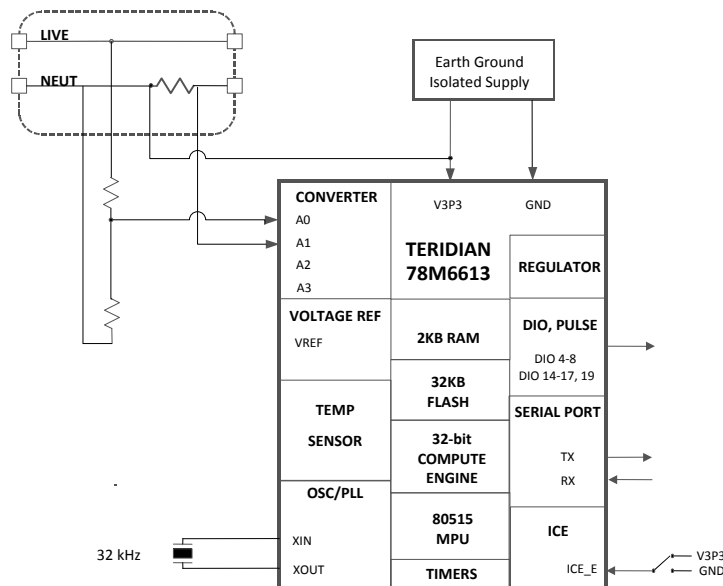 LIVE
NEUT
Earth Ground
Isolated Supply
CONVERTER
A0
A1
A2
A3
V3P3
GND
TERIDIAN
78M6613
REGULATOR
VOLTAGE REF
VREF
2KB RAM
DIO, PULSE
DIO 4-8
DIO 14-17, 19
32KB
FLASH
TEMP
SENSOR
SERIAL PORT
TX
RX
32-bit
COMPUTE
ENGINE
OSC/PLL
XIN
XOUT
32 kHz
80515
MPU
TIMERS
ICE
ICE_E
V3P3
GND